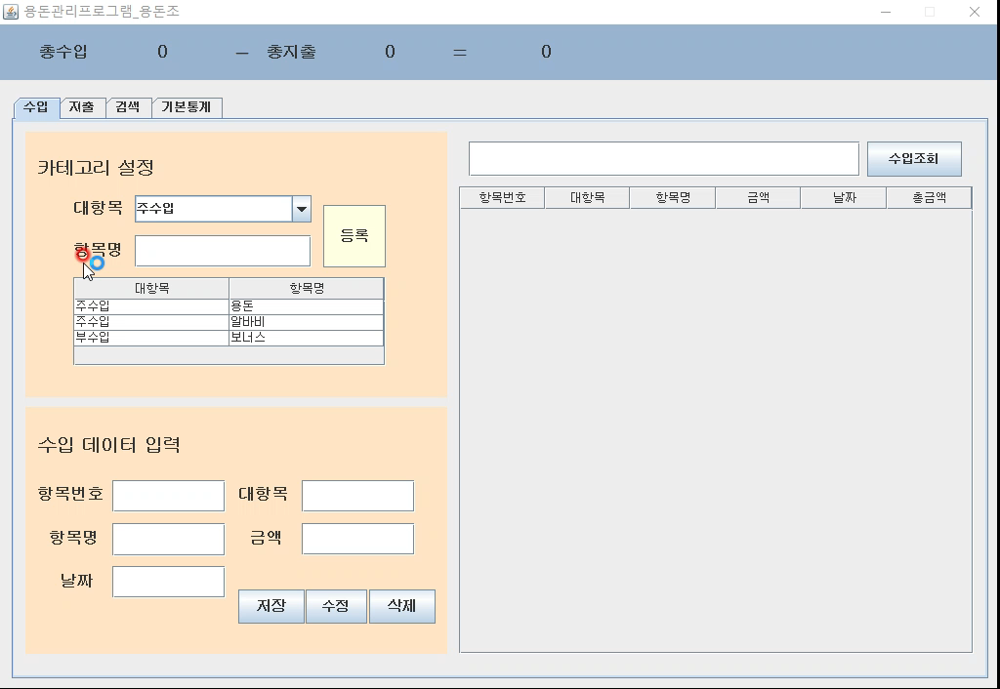 용돈관리프로그램_용돈조
총수입 0 – 총지출 0 = 0
수입 지출 검색 기본통계
카테고리 설정
대항목 주수입
항목명
등록
대항목 항목명
주수입 용돈
주수입 알바비
부수입 보너스
수입 데이터 입력
항목번호 대항목
항목명 금액
날짜
저장 수정 삭제
수입조회
항목번호 대항목 항목명 금액 날짜 총금액